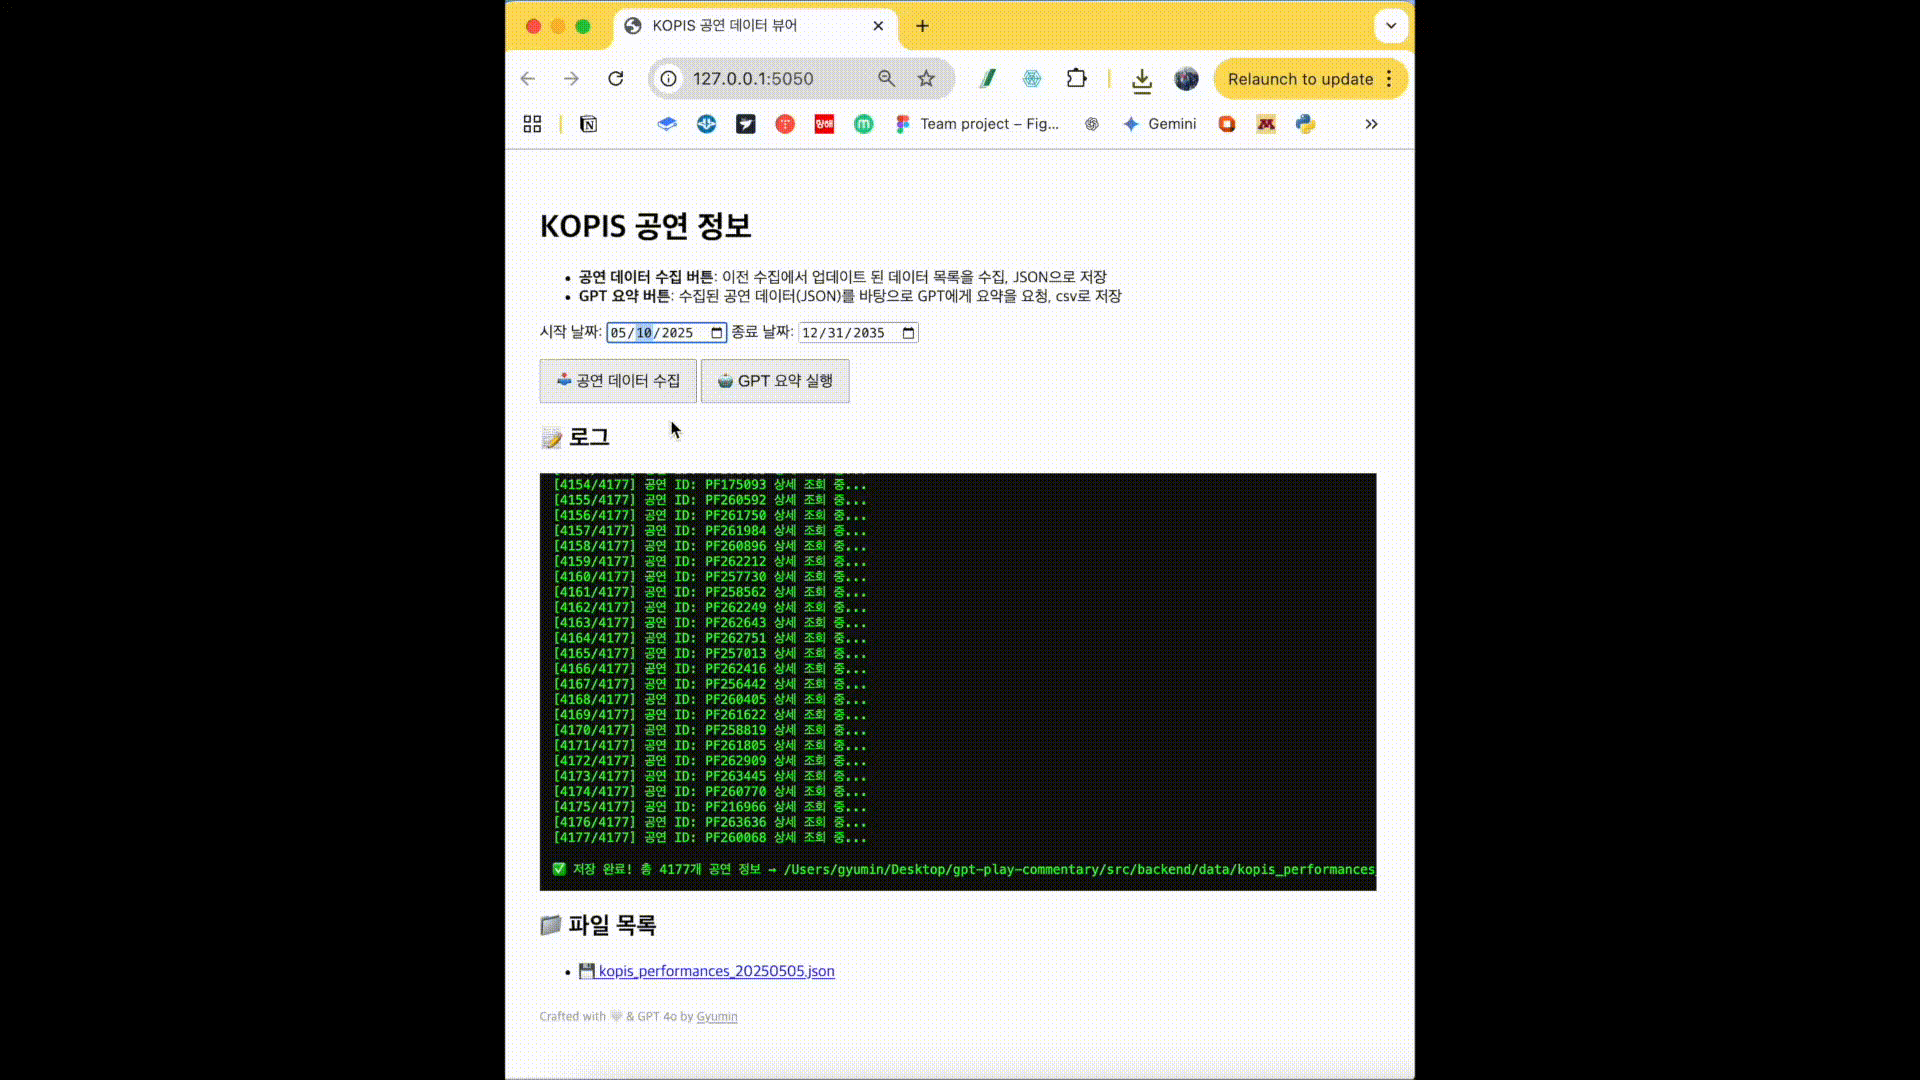 KOPIS 공연 데이터 뷰어
127.0.0.1:5050
Relaunch to update
Team project – Fig...
Gemini
KOPIS 공연 정보
• 공연 데이터 수집 버튼: 이전 수집에서 업데이트 된 데이터 목록을 수집, JSON으로 저장
• GPT 요약 버튼: 수집된 공연 데이터(JSON)를 바탕으로 GPT에게 요약을 요청, csv로 저장
시작 날짜: 05/10/2025 종료 날짜: 12/31/2035
공연 데이터 수집 GPT 요약 실행
로그
[4154/4177] 공연 ID: PF175093 상세 조회 중...
[4155/4177] 공연 ID: PF260592 상세 조회 중...
[4156/4177] 공연 ID: PF261750 상세 조회 중...
[4157/4177] 공연 ID: PF261984 상세 조회 중...
[4158/4177] 공연 ID: PF260896 상세 조회 중...
[4159/4177] 공연 ID: PF262212 상세 조회 중...
[4160/4177] 공연 ID: PF257730 상세 조회 중...
[4161/4177] 공연 ID: PF258562 상세 조회 중...
[4162/4177] 공연 ID: PF262249 상세 조회 중...
[4163/4177] 공연 ID: PF262643 상세 조회 중...
[4164/4177] 공연 ID: PF262751 상세 조회 중...
[4165/4177] 공연 ID: PF257013 상세 조회 중...
[4166/4177] 공연 ID: PF262416 상세 조회 중...
[4167/4177] 공연 ID: PF256442 상세 조회 중...
[4168/4177] 공연 ID: PF260405 상세 조회 중...
[4169/4177] 공연 ID: PF261622 상세 조회 중...
[4170/4177] 공연 ID: PF258819 상세 조회 중...
[4171/4177] 공연 ID: PF261805 상세 조회 중...
[4172/4177] 공연 ID: PF262909 상세 조회 중...
[4173/4177] 공연 ID: PF263445 상세 조회 중...
[4174/4177] 공연 ID: PF260770 상세 조회 중...
[4175/4177] 공연 ID: PF216966 상세 조회 중...
[4176/4177] 공연 ID: PF263636 상세 조회 중...
[4177/4177] 공연 ID: PF260068 상세 조회 중...
✅ 저장 완료! 총 4177개 공연 정보 → /Users/gyumin/Desktop/gpt-play-commentary/src/backend/data/kopis_performances_
파일 목록
• kopis_performances_20250505.json
Crafted with 💛 & GPT 4o by Gyumin